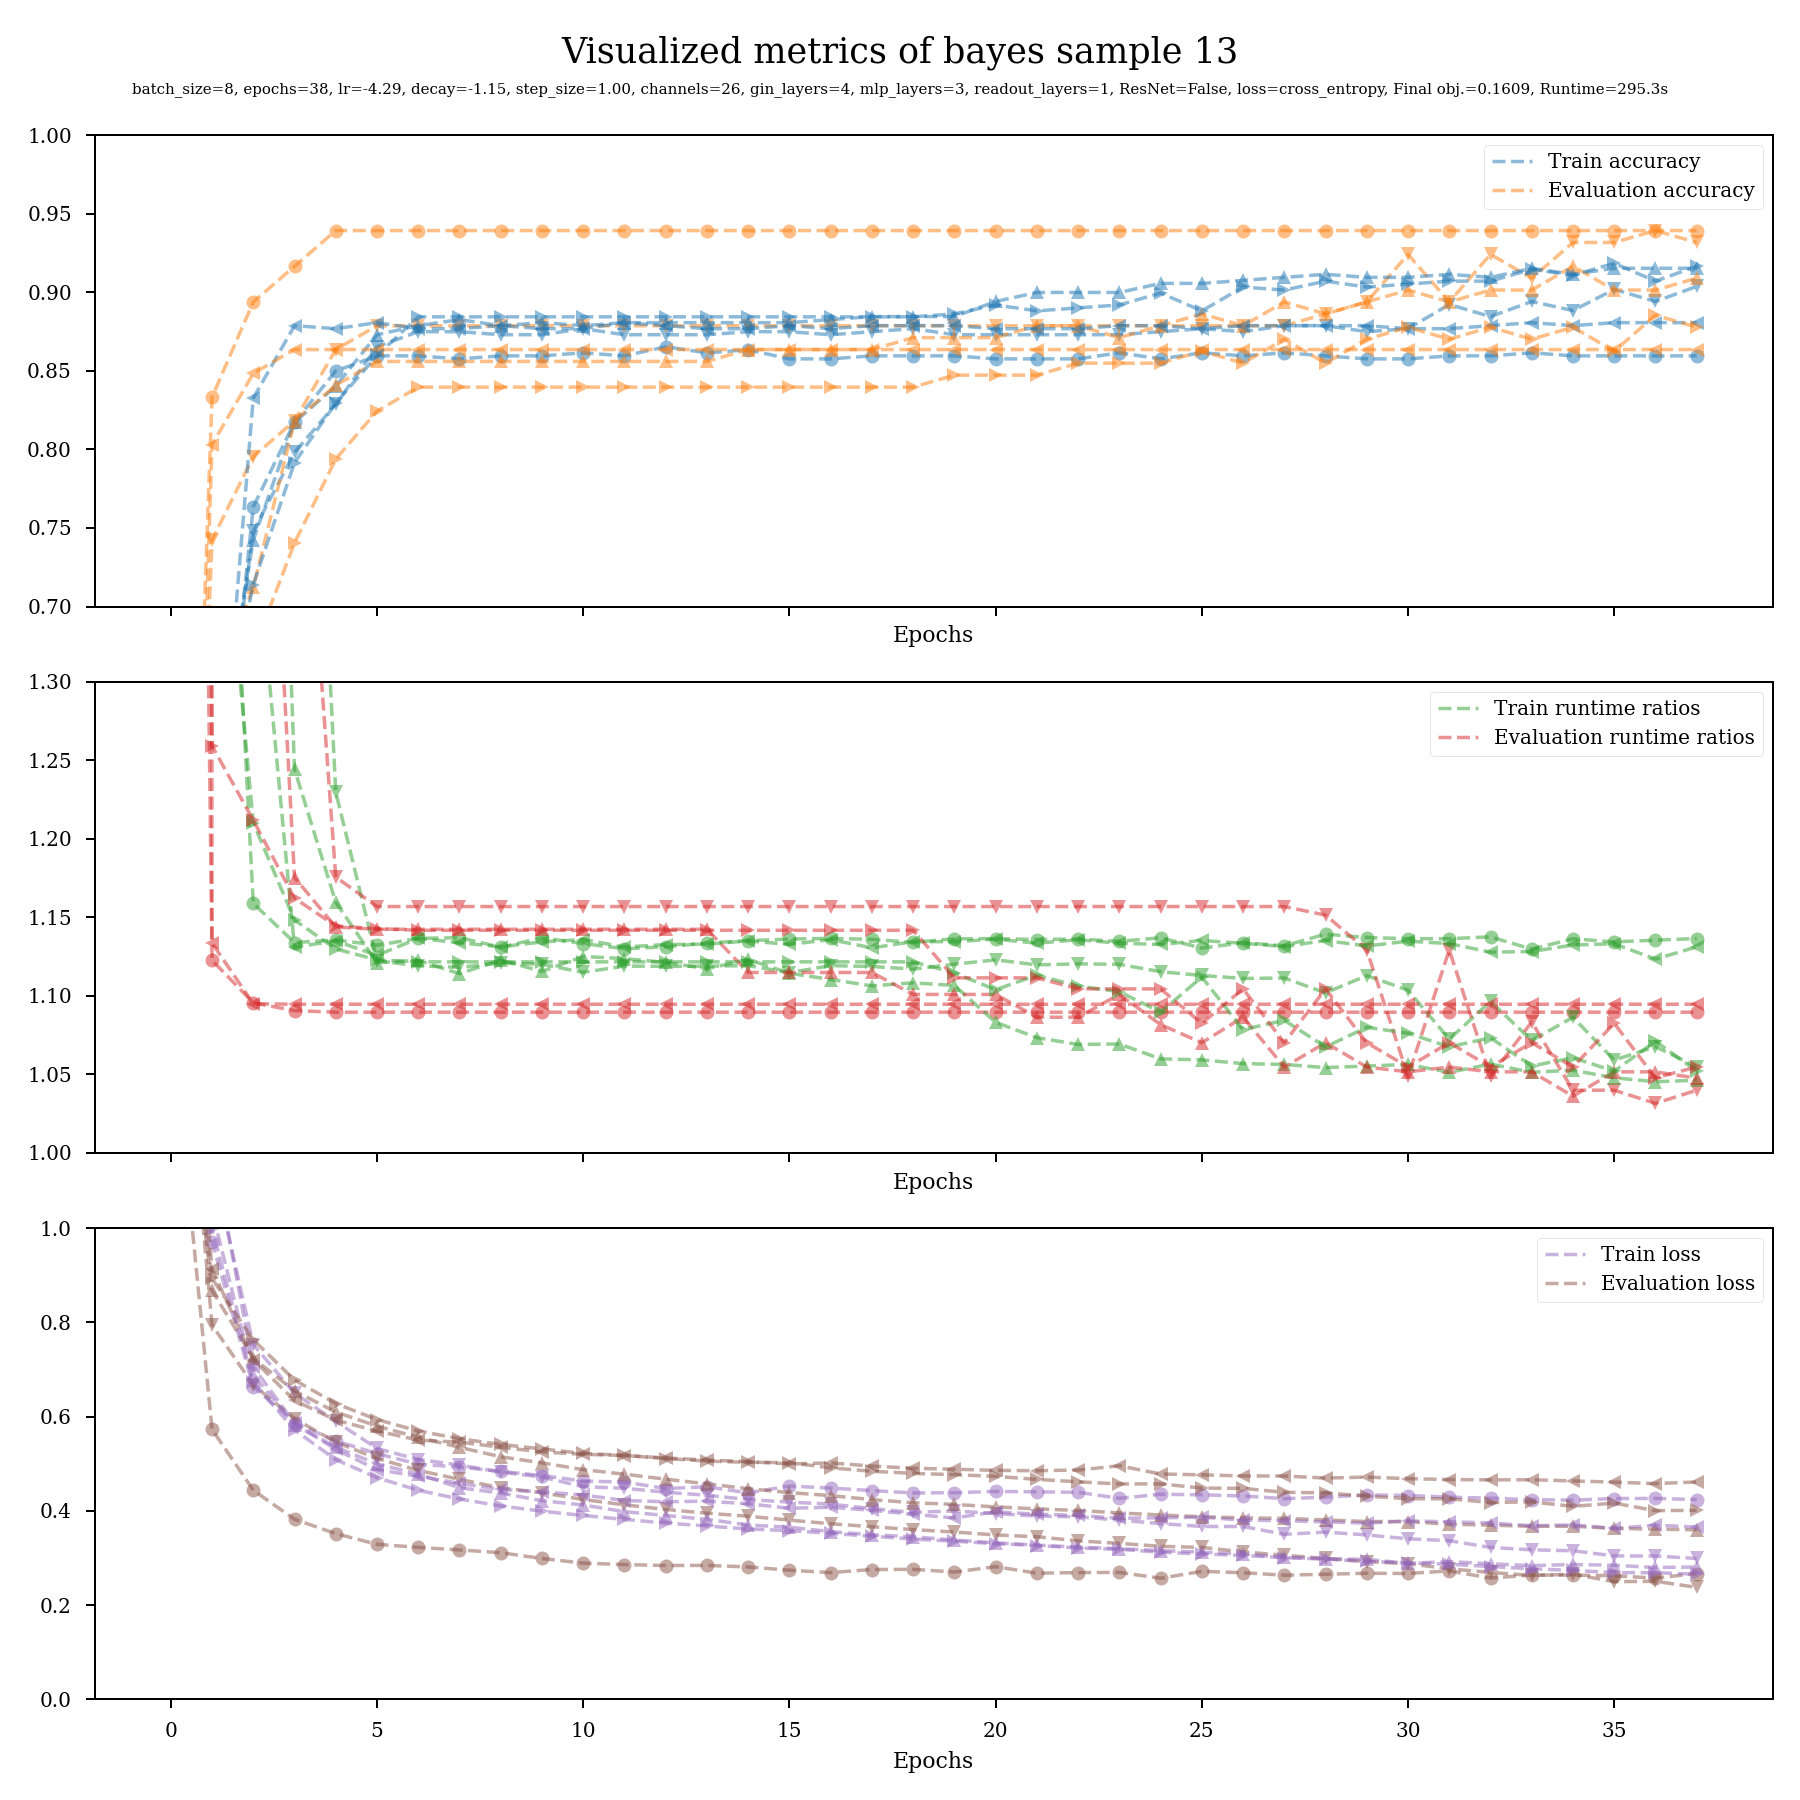 Visualized metrics of bayes sample 13
batch_size=8, epochs=38, lr=-4.29, decay=-1.15, step_size=1.00, channels=26, gin_layers=4, mlp_layers=3, readout_layers=1, ResNet=False, loss=cross_entropy, Final obj.=0.1609, Runtime=295.3s
1.00
0.95
0.90
0.85
0.80
0.75
0.70
Train accuracy
Evaluation accuracy
Epochs
1.30
1.25
1.20
1.15
1.10
1.05
1.00
Train runtime ratios
Evaluation runtime ratios
Epochs
1.0
0.8
0.6
0.4
0.2
0.0
Train loss
Evaluation loss
0 5 10 15 20 25 30 35
Epochs